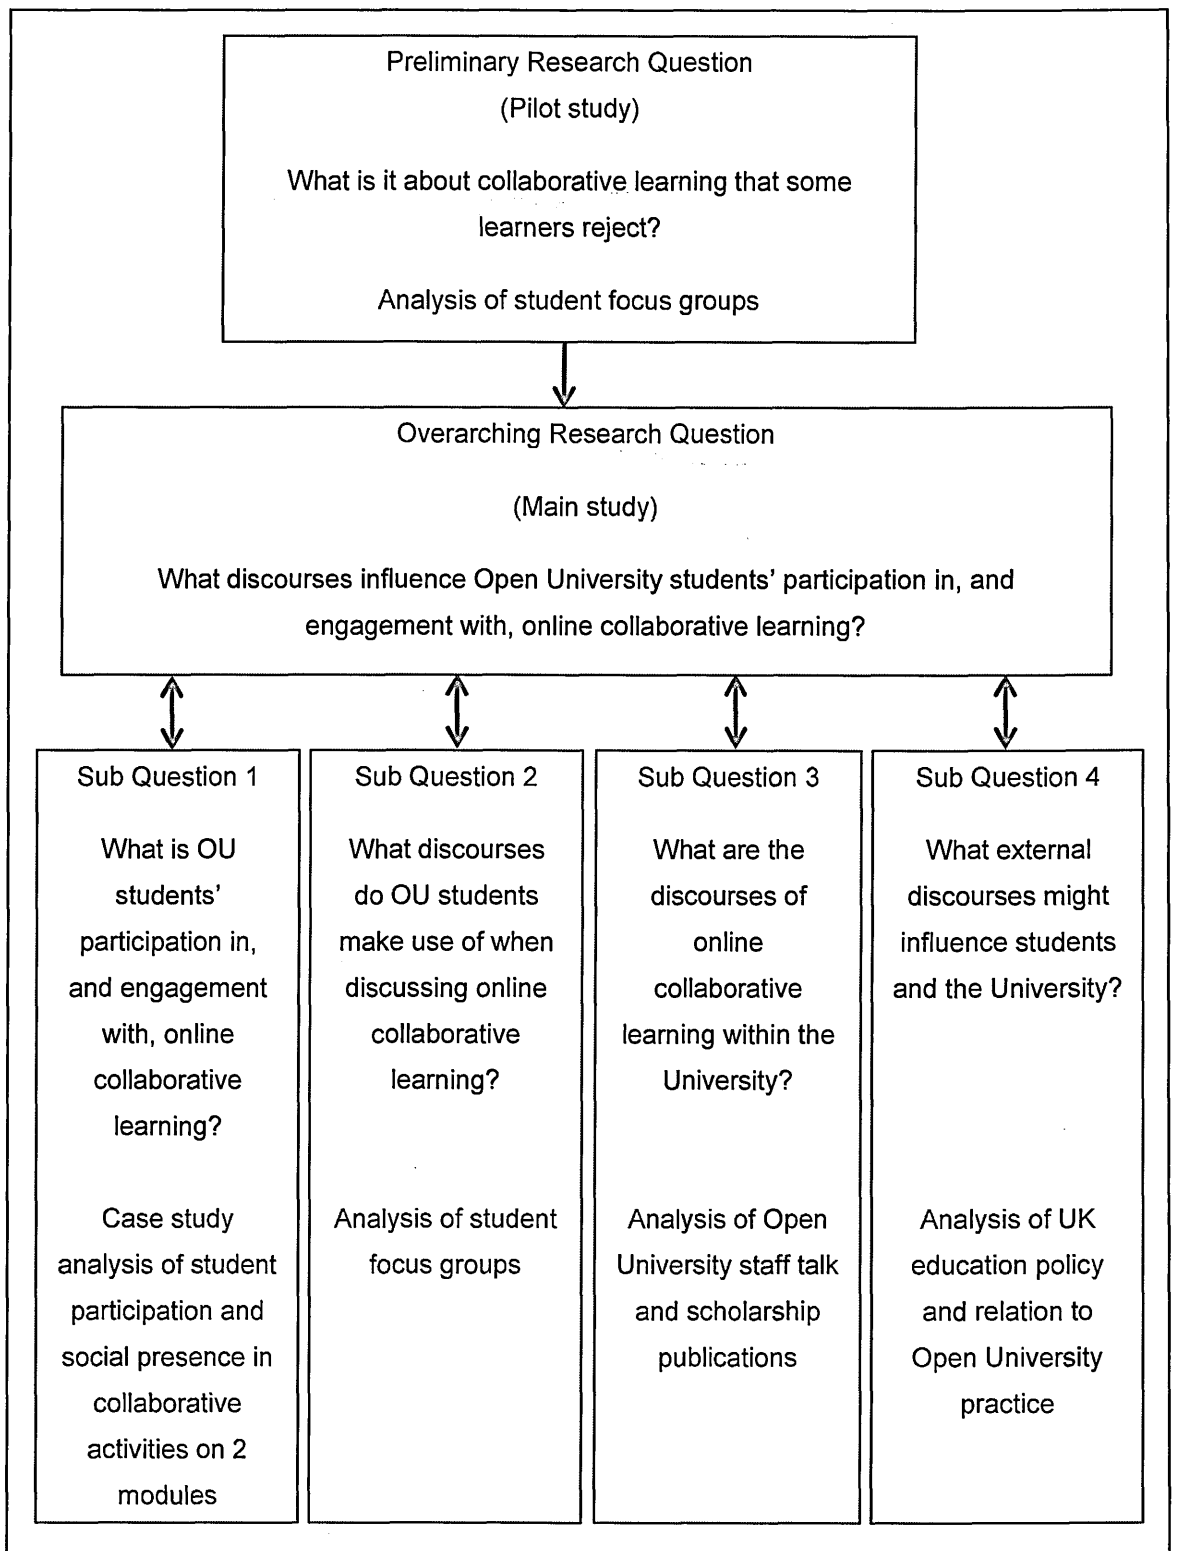 Preliminary Research Question
(Pilot study)
What is it about collaborative learning that some
learners reject?
Analysis of student focus groups
Overarching Research Question
(Main study)
What discourses influence Open University students' participation in, and
engagement with, online collaborative learning?
Sub Question 1
What is OU
students'
participation in,
and engagement
with, online
collaborative
learning?
Case study
analysis of student
participation and
social presence in
collaborative
activities on 2
modules
Sub Question 2
What discourses
do OU students
make use of when
discussing online
collaborative
learning?
Analysis of student
focus groups
Sub Question 3
What are the
discourses of
online
collaborative
learning within the
University?
Analysis of Open
University staff talk
and scholarship
publications
Sub Question 4
What external
discourses might
influence students
and the University?
Analysis of UK
education policy
and relation to
Open University
practice